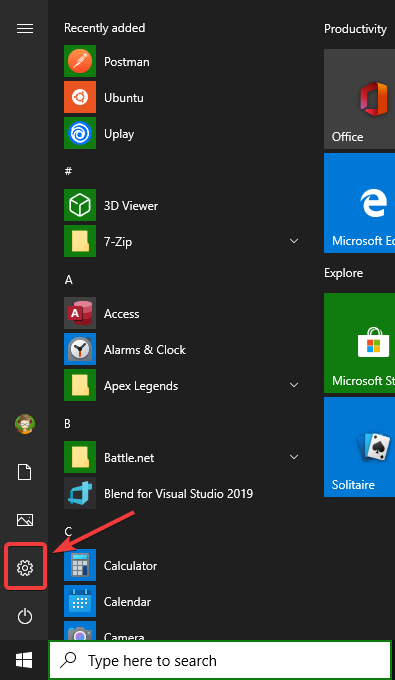 Recently added
Postman
Ubuntu
Uplay
#
3D Viewer
7-Zip
A
Access
Alarms & Clock
Apex Legends
B
Battle.net
Blend for Visual Studio 2019
C
Calculator
Calendar
Camera
Productivity
Office
Microsoft Ed
Explore
Microsoft St
Solitaire
Type here to search